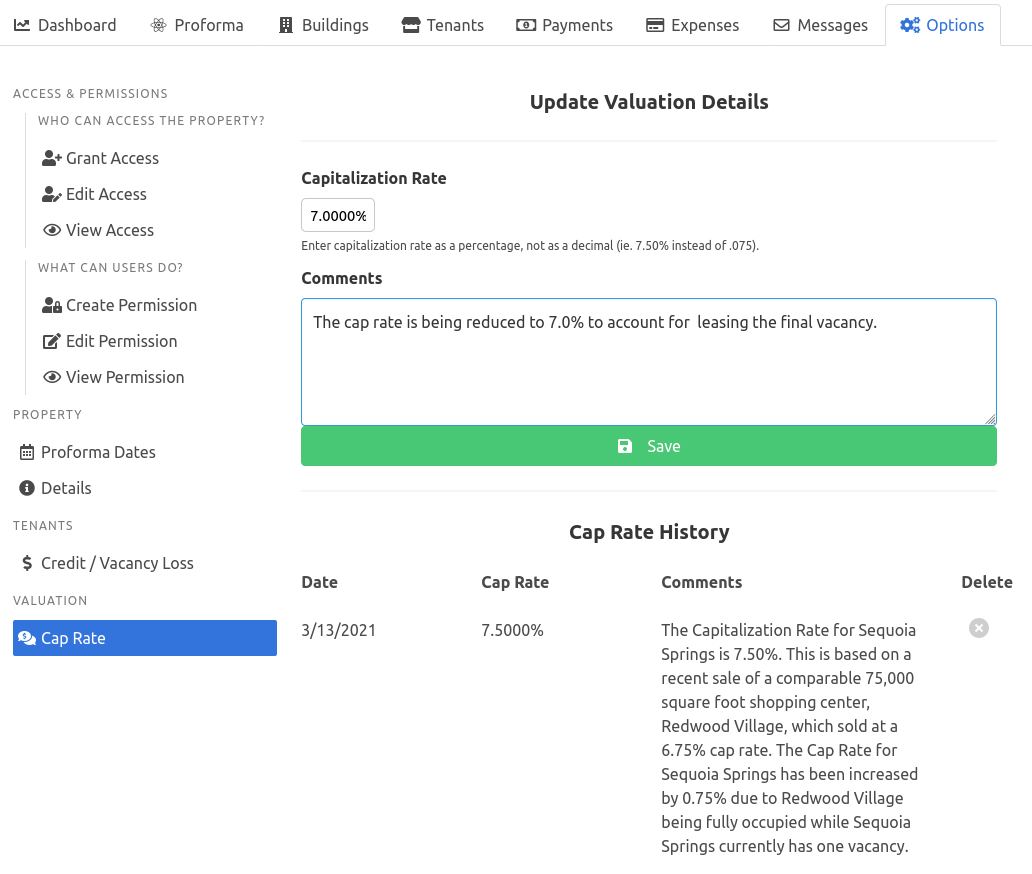 Dashboard Proforma Buildings Tenants Payments Expenses Messages Options
ACCESS & PERMISSIONS
WHO CAN ACCESS THE PROPERTY?
Grant Access
Edit Access
View Access
WHAT CAN USERS DO?
Create Permission
Edit Permission
View Permission
PROPERTY
Proforma Dates
Details
TENANTS
Credit / Vacancy Loss
VALUATION
Cap Rate
Update Valuation Details
Capitalization Rate
7.0000%
Enter capitalization rate as a percentage, not as a decimal (ie. 7.50% instead of .075).
Comments
The cap rate is being reduced to 7.0% to account for  leasing the final vacancy.
Save
Cap Rate History
Date Cap Rate Comments Delete
3/13/2021 7.5000% The Capitalization Rate for Sequoia
Springs is 7.50%. This is based on a
recent sale of a comparable 75,000
square foot shopping center,
Redwood Village, which sold at a
6.75% cap rate. The Cap Rate for
Sequoia Springs has been increased
by 0.75% due to Redwood Village
being fully occupied while Sequoia
Springs currently has one vacancy.